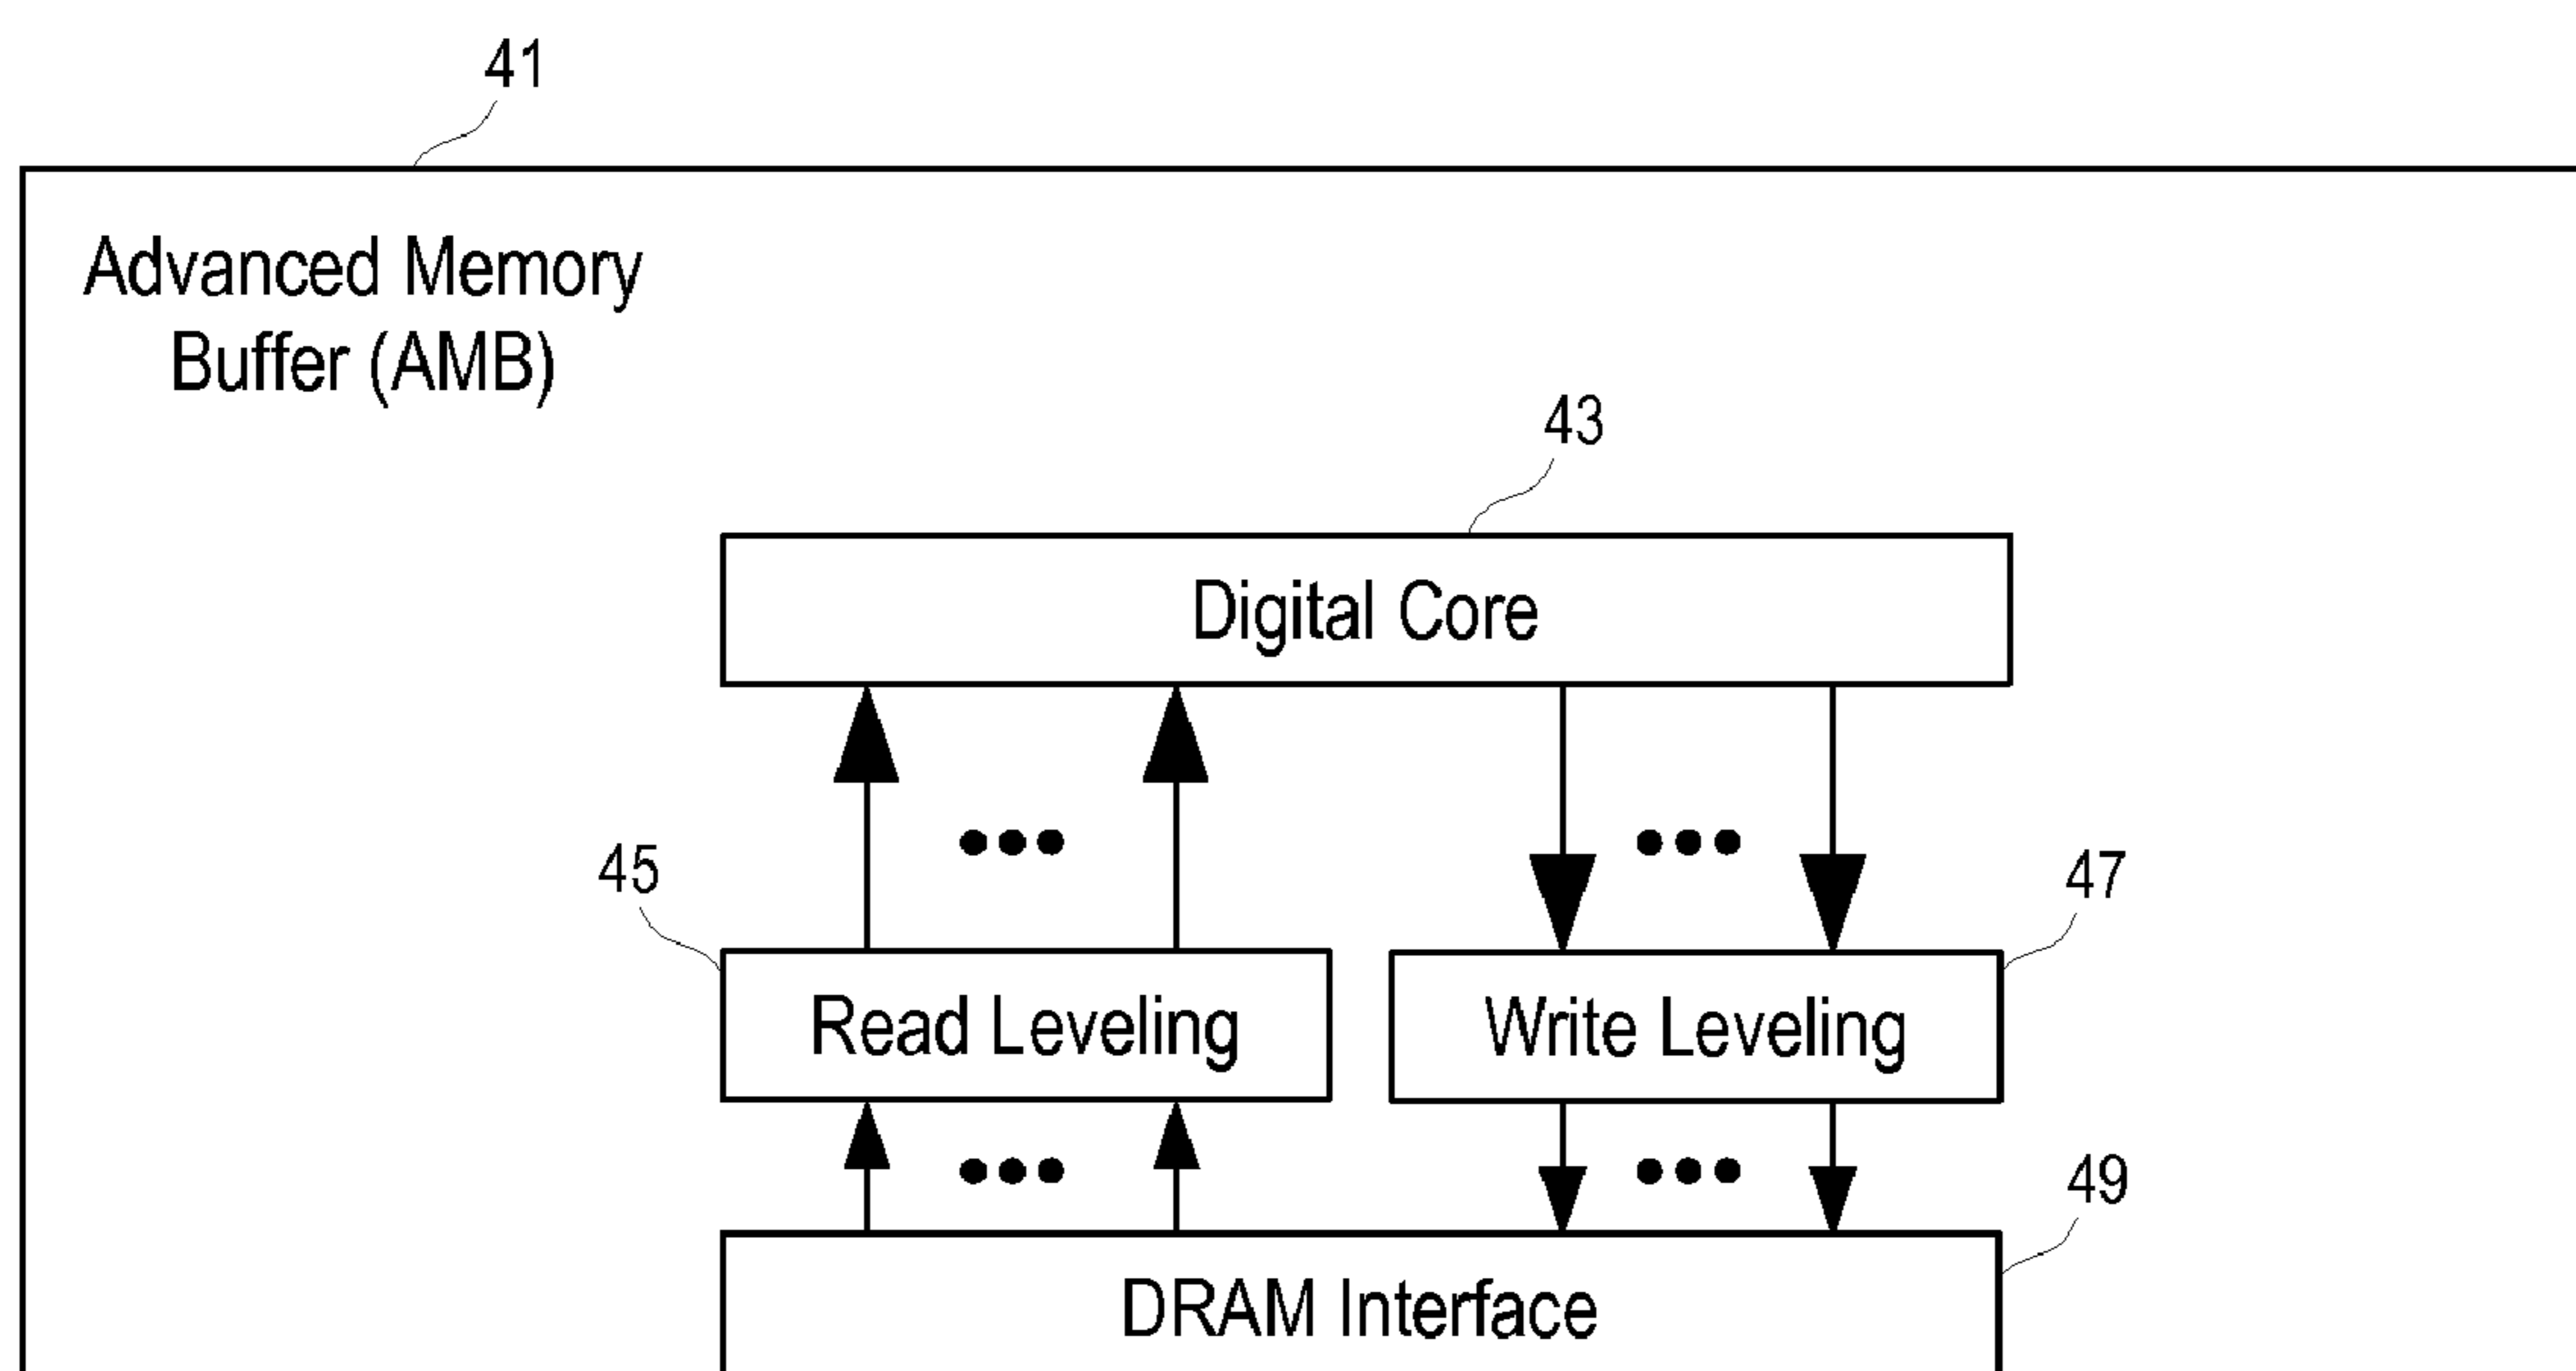 41
Advanced Memory
Buffer (AMB)
43
Digital Core
45
47
Read Leveling
Write Leveling
49
DRAM Interface